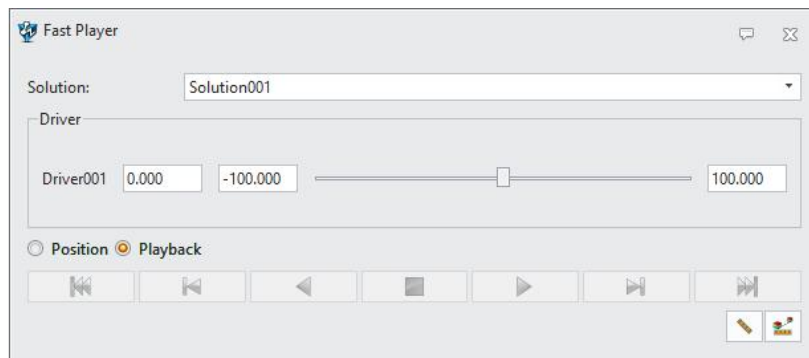 Fast Player
Solution: Solution001
Driver
Driver001 0.000 -100.000 100.000
Position Playback